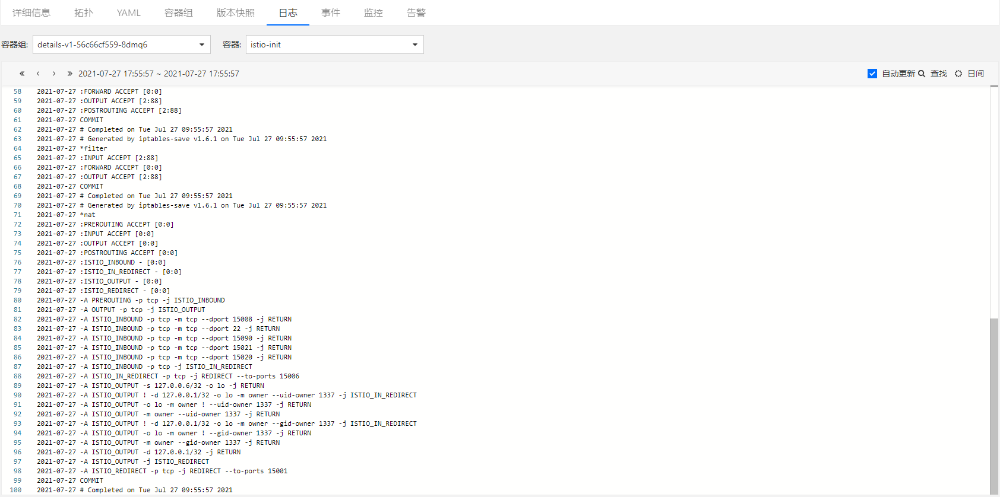 详细信息 拓扑 YAML 容器组 版本快照 日志 事件 监控 告警
容器组: details-v1-56c66cf559-8dmq6 容器: istio-init
2021-07-27 17:55:57 ~ 2021-07-27 17:55:57 自动更新 查找 日间
58 2021-07-27 :FORWARD ACCEPT [0:0]
59 2021-07-27 :OUTPUT ACCEPT [2:88]
60 2021-07-27 :POSTROUTING ACCEPT [2:88]
61 2021-07-27 COMMIT
62 2021-07-27 # Completed on Tue Jul 27 09:55:57 2021
63 2021-07-27 # Generated by iptables-save v1.6.1 on Tue Jul 27 09:55:57 2021
64 2021-07-27 *filter
65 2021-07-27 :INPUT ACCEPT [2:88]
66 2021-07-27 :FORWARD ACCEPT [0:0]
67 2021-07-27 :OUTPUT ACCEPT [2:88]
68 2021-07-27 COMMIT
69 2021-07-27 # Completed on Tue Jul 27 09:55:57 2021
70 2021-07-27 # Generated by iptables-save v1.6.1 on Tue Jul 27 09:55:57 2021
71 2021-07-27 *nat
72 2021-07-27 :PREROUTING ACCEPT [0:0]
73 2021-07-27 :INPUT ACCEPT [0:0]
74 2021-07-27 :OUTPUT ACCEPT [0:0]
75 2021-07-27 :POSTROUTING ACCEPT [0:0]
76 2021-07-27 :ISTIO_INBOUND - [0:0]
77 2021-07-27 :ISTIO_IN_REDIRECT - [0:0]
78 2021-07-27 :ISTIO_OUTPUT - [0:0]
79 2021-07-27 :ISTIO_REDIRECT - [0:0]
80 2021-07-27 -A PREROUTING -p tcp -j ISTIO_INBOUND
81 2021-07-27 -A OUTPUT -p tcp -j ISTIO_OUTPUT
82 2021-07-27 -A ISTIO_INBOUND -p tcp -m tcp --dport 15008 -j RETURN
83 2021-07-27 -A ISTIO_INBOUND -p tcp -m tcp --dport 22 -j RETURN
84 2021-07-27 -A ISTIO_INBOUND -p tcp -m tcp --dport 15090 -j RETURN
85 2021-07-27 -A ISTIO_INBOUND -p tcp -m tcp --dport 15021 -j RETURN
86 2021-07-27 -A ISTIO_INBOUND -p tcp -m tcp --dport 15020 -j RETURN
87 2021-07-27 -A ISTIO_INBOUND -p tcp -j ISTIO_IN_REDIRECT
88 2021-07-27 -A ISTIO_IN_REDIRECT -p tcp -j REDIRECT --to-ports 15006
89 2021-07-27 -A ISTIO_OUTPUT -s 127.0.0.6/32 -o lo -j RETURN
90 2021-07-27 -A ISTIO_OUTPUT ! -d 127.0.0.1/32 -o lo -m owner --uid-owner 1337 -j ISTIO_IN_REDIRECT
91 2021-07-27 -A ISTIO_OUTPUT -o lo -m owner ! --uid-owner 1337 -j RETURN
92 2021-07-27 -A ISTIO_OUTPUT -m owner --uid-owner 1337 -j RETURN
93 2021-07-27 -A ISTIO_OUTPUT ! -d 127.0.0.1/32 -o lo -m owner --gid-owner 1337 -j ISTIO_IN_REDIRECT
94 2021-07-27 -A ISTIO_OUTPUT -o lo -m owner ! --gid-owner 1337 -j RETURN
95 2021-07-27 -A ISTIO_OUTPUT -m owner --gid-owner 1337 -j RETURN
96 2021-07-27 -A ISTIO_OUTPUT -d 127.0.0.1/32 -j RETURN
97 2021-07-27 -A ISTIO_OUTPUT -j ISTIO_REDIRECT
98 2021-07-27 -A ISTIO_REDIRECT -p tcp -j REDIRECT --to-ports 15001
99 2021-07-27 COMMIT
100 2021-07-27 # Completed on Tue Jul 27 09:55:57 2021